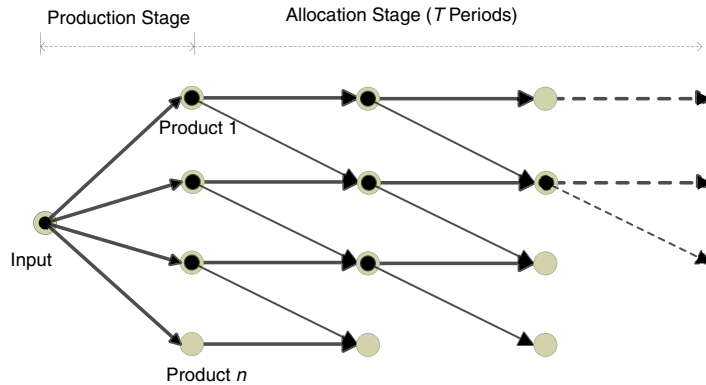 Production Stage
Allocation Stage (T Periods)
Product 1
Input
Product n